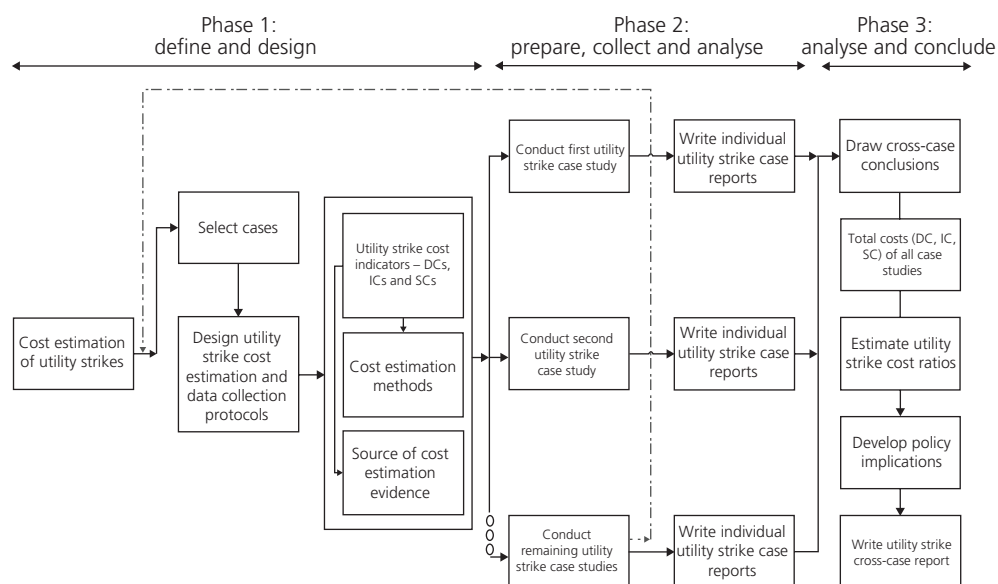 Phase 1:
define and design
Phase 2:
prepare, collect and analyse
Phase 3:
analyse and conclude
Cost estimation
of utility strikes
Select cases
Design utility
strike cost
estimation and
data collection
protocols
Utility strike cost
indicators – DCs,
ICs and SCs
Cost estimation
methods
Source of cost
estimation
evidence
Conduct first utility
strike case study
Write individual
utility strike case
reports
Conduct second
utility strike
case study
Write individual
utility strike case
reports
Conduct
remaining utility
strike case studies
Write individual
utility strike case
reports
Draw cross-case
conclusions
Total costs (DC, IC,
SC) of all case
studies
Estimate utility
strike cost ratios
Develop policy
implications
Write utility strike
cross-case report